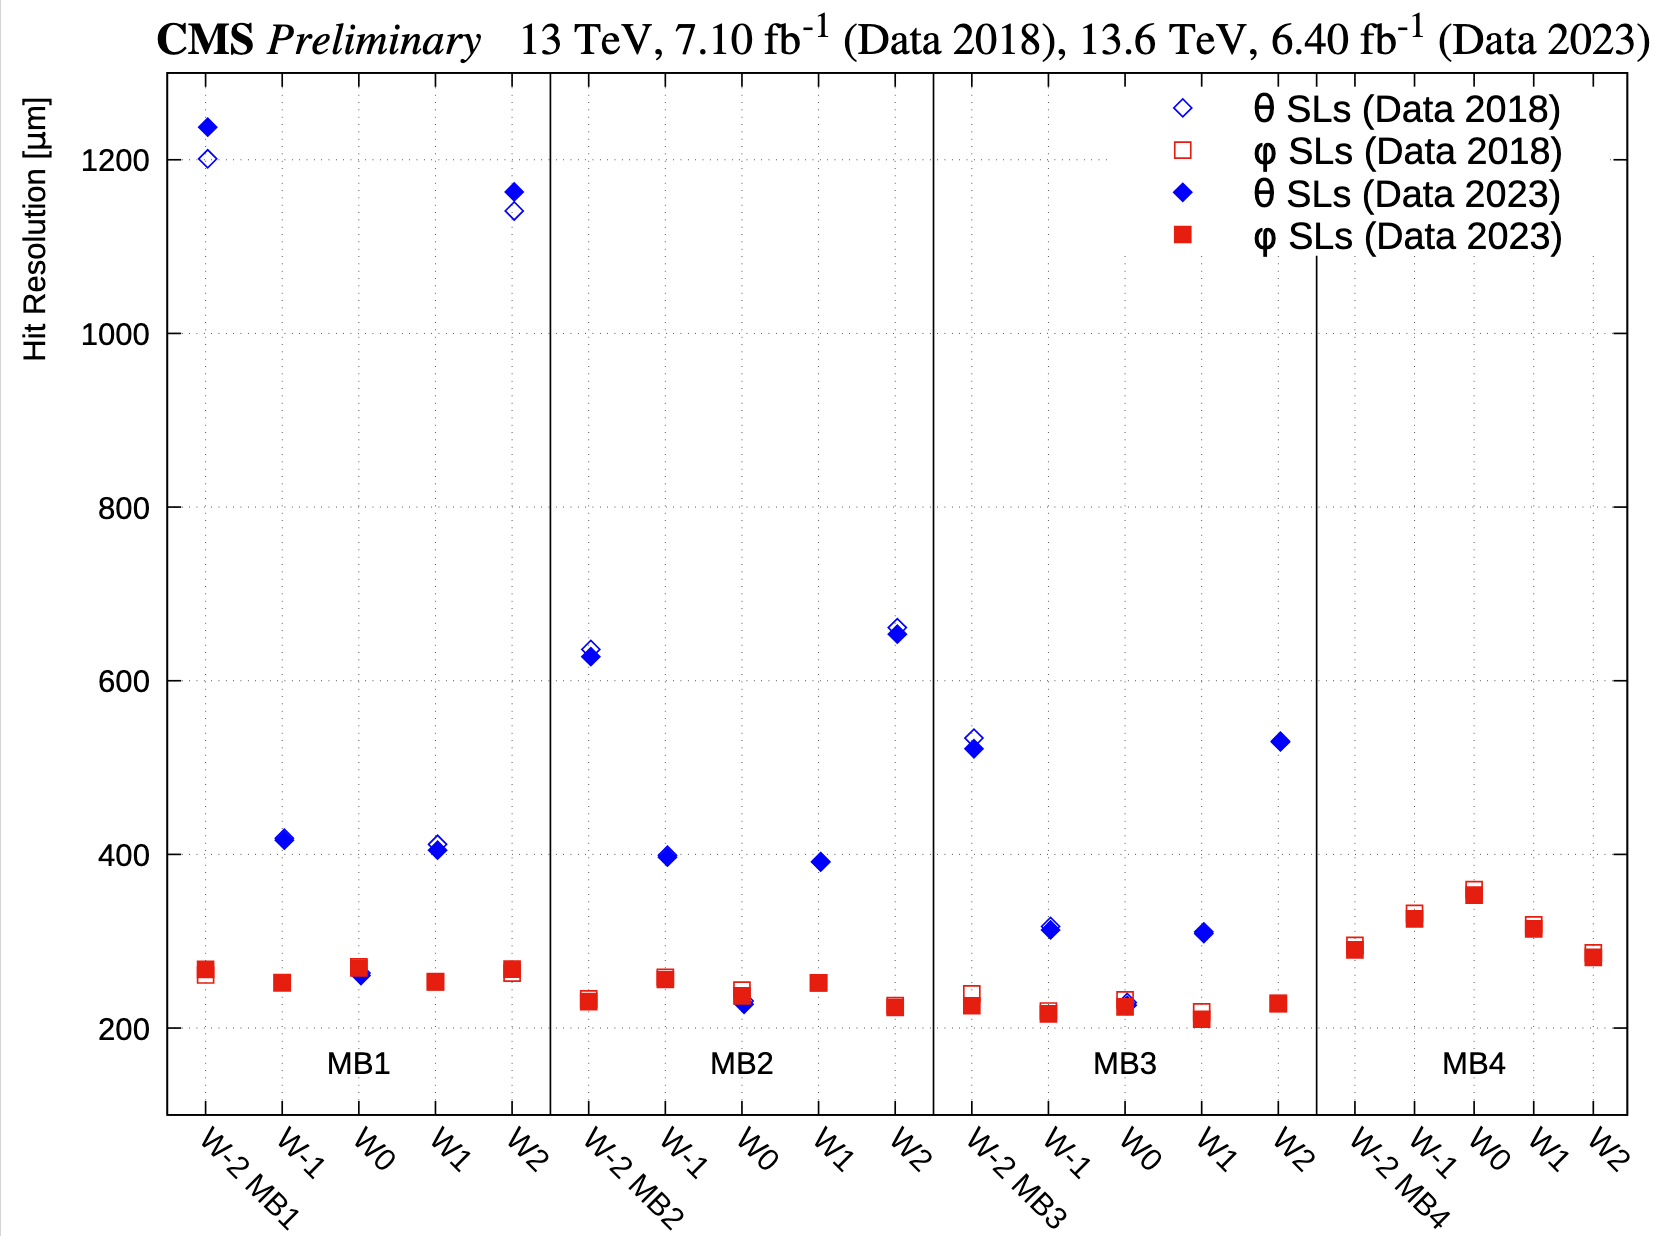 CMS Preliminary 13 TeV, 7.10 fb-1 (Data 2018), 13.6 TeV, 6.40 fb-1 (Data 2023)
Hit Resolution [µm]
θ SLs (Data 2018)
φ SLs (Data 2018)
θ SLs (Data 2023)
φ SLs (Data 2023)
1200
1000
800
600
400
200
MB1 MB2 MB3 MB4
W-2 MB1 W-1 W0 W1 W2 W-2 MB2 W-1 W0 W1 W2 W-2 MB3 W-1 W0 W1 W2 W-2 MB4 W-1 W0 W1 W2